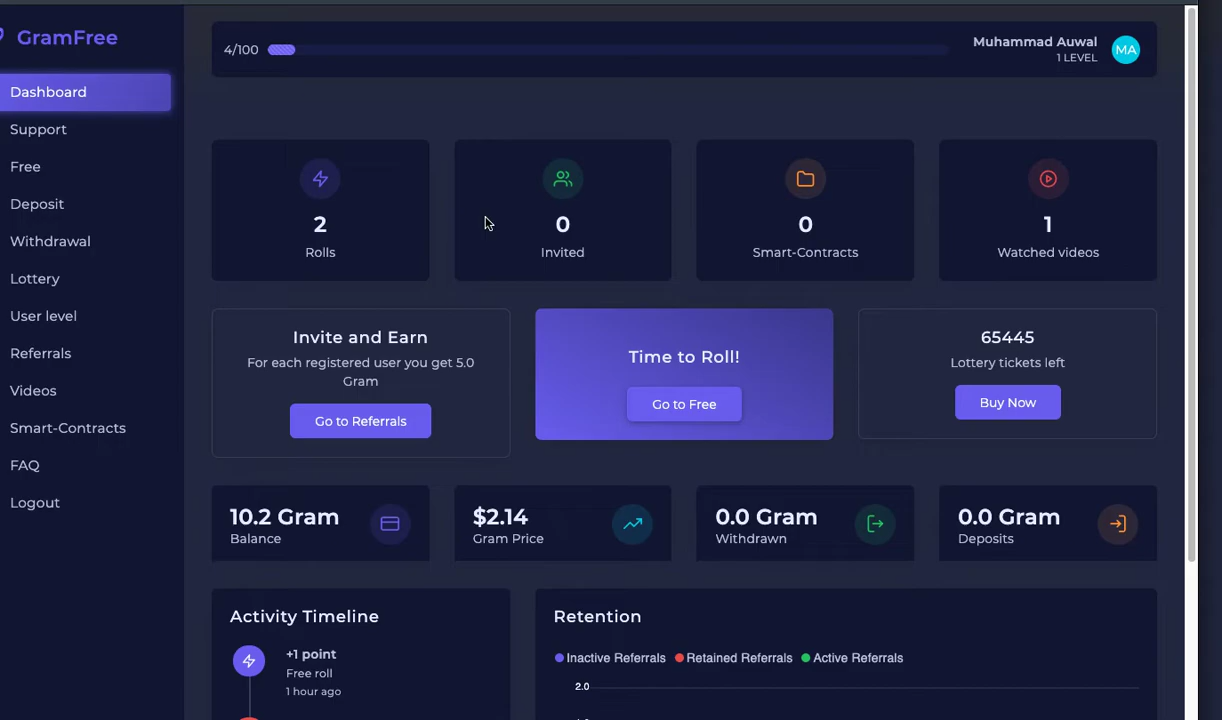 GramFree
Dashboard
Support
Free
Deposit
Withdrawal
Lottery
User level
Referrals
Videos
Smart-Contracts
FAQ
Logout
4/100
Muhammad Auwal
1 LEVEL
MA
2
Rolls
0
Invited
0
Smart-Contracts
1
Watched videos
Invite and Earn
For each registered user you get 5.0
Gram
Go to Referrals
Time to Roll!
Go to Free
65445
Lottery tickets left
Buy Now
10.2 Gram
Balance
$2.14
Gram Price
0.0 Gram
Withdrawn
0.0 Gram
Deposits
Activity Timeline
+1 point
Free roll
1 hour ago
Retention
Inactive Referrals Retained Referrals Active Referrals
2.0